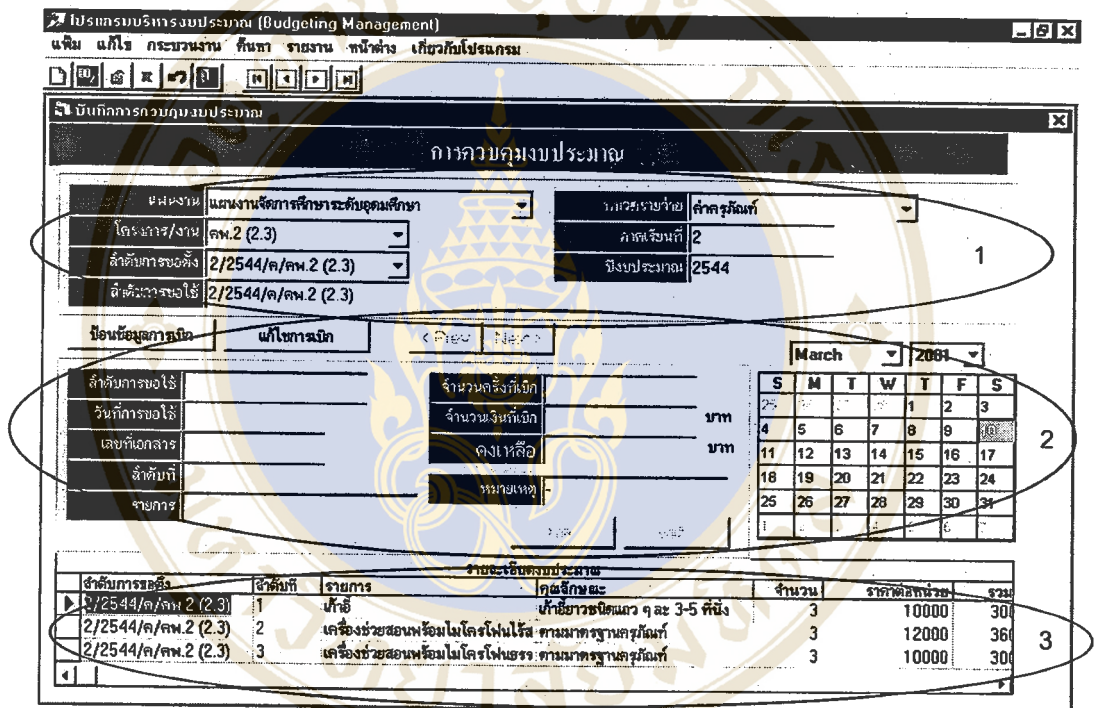 โปรแกรมบริหารงบประมาณ (Budgeting Management)
แฟ้ม แก้ไข กระบวนงาน ค้นหา รายงาน หน้าต่าง เกี่ยวกับโปรแกรม
บันทึกการควบคุมงบประมาณ
การควบคุมงบประมาณ
แผนงาน แผนงานจัดการศึกษาระดับอุดมศึกษา
หมวดรายจ่าย ค่าครุภัณฑ์
โครงการ/งาน คพ.2 (2.3)
ภาคเรียนที่ 2
ลำดับการขอตั้ง 2/2544/ค/คพ.2 (2.3)
ปีงบประมาณ 2544
1
ลำดับการขอใช้ 2/2544/ค/คพ.2 (2.3)
ป้อนข้อมูลการเบิก แก้ไขการเบิก < Prev Next >
March 2001
S M T W T F S
25 1 2 3
4 5 6 7 8 9 10
11 12 13 14 15 16 17
18 19 20 21 22 23 24
25 26 27 28 29 30 31
2
ลำดับการขอใช้ จำนวนครั้งที่เบิก
วันที่การขอใช้ จำนวนเงินที่เบิก บาท
เลขที่เอกสาร คงเหลือ บาท
ลำดับที่ หมายเหตุ -
รายการ
รายละเอียดงบประมาณ
ลำดับการขอตั้ง ลำดับที่ รายการ คุณลักษณะ จำนวน ราคาต่อหน่วย รวม
2/2544/ค/คพ.2 (2.3) 1 เก้าอี้ เก้าอี้ยาวชนิดแถว ๆ ละ 3-5 ที่นั่ง 3 10000 300
2/2544/ค/คพ.2 (2.3) 2 เครื่องช่วยสอนพร้อมไมโครโฟนไร้ส ตามมาตรฐานครุภัณฑ์ 3 12000 360
2/2544/ค/คพ.2 (2.3) 3 เครื่องช่วยสอนพร้อมไมโครโฟนธรร ตามมาตรฐานครุภัณฑ์ 3 10000 300
3